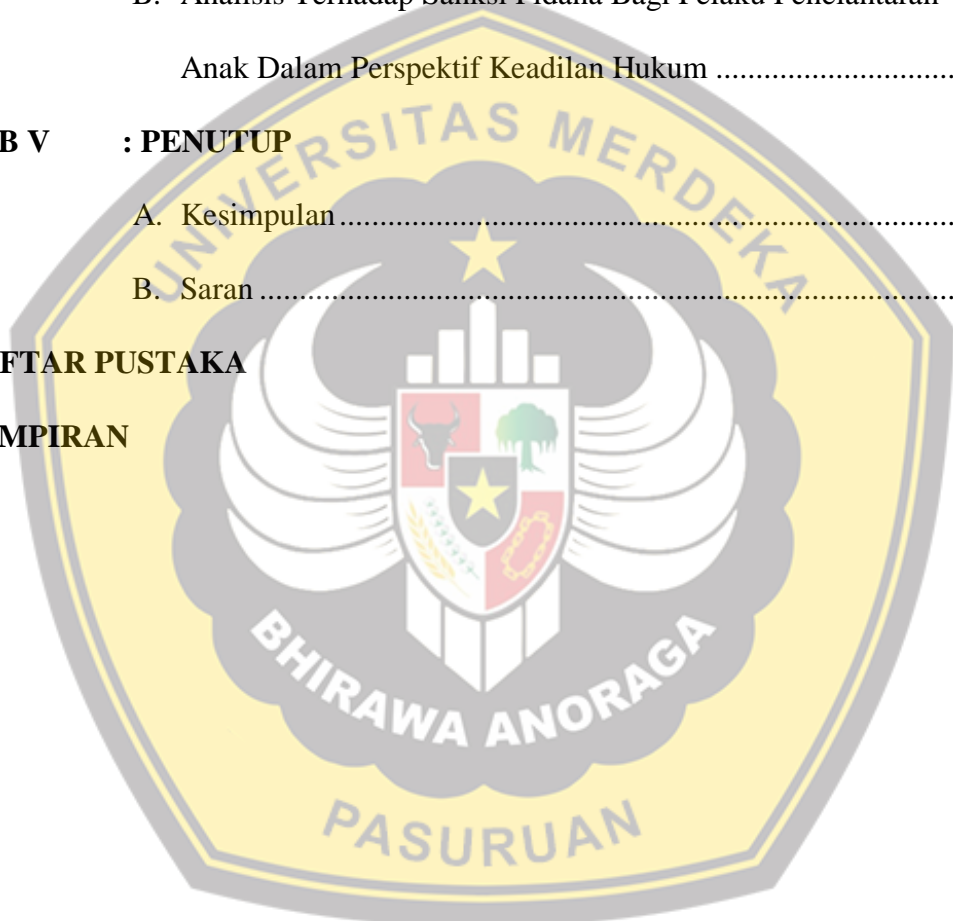 B. Analisis Terhadap Sanksi Pidana Bagi Pelaku Penelantaran
Anak Dalam Perspektif Keadilan Hukum ............................
B V : PENUTUP
A. Kesimpulan ......................................................................
B. Saran ................................................................................
FTAR PUSTAKA
MPIRAN
UNIVERSITAS MERDEKA
BHIRAWA ANORAGA
PASURUAN